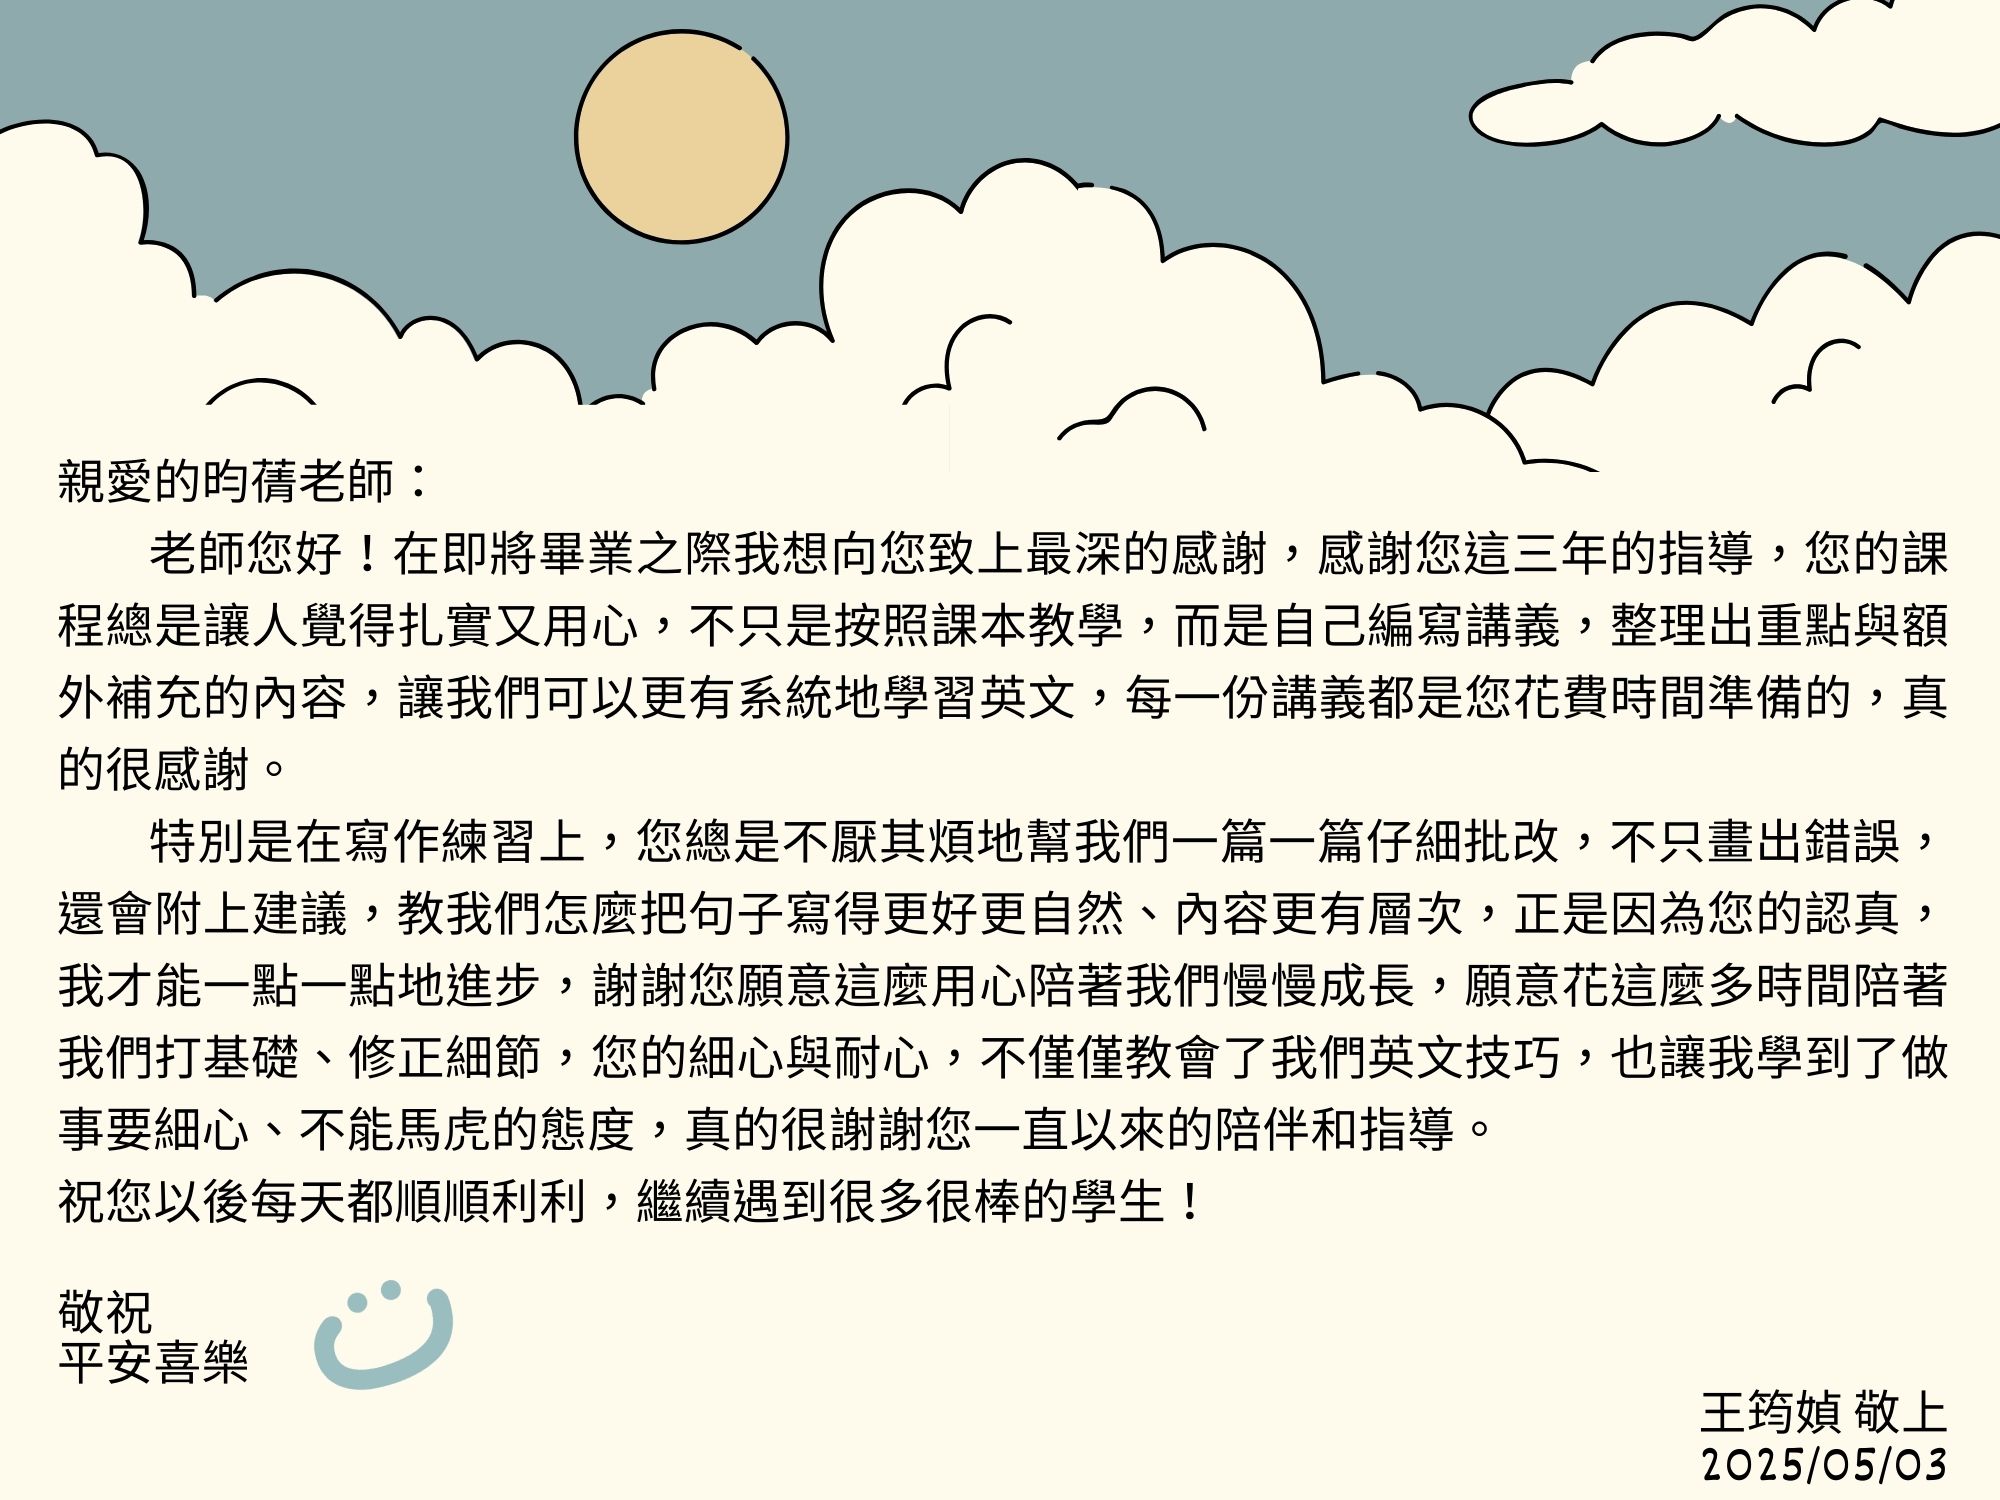 親愛的昀蒨老師：
老師您好！在即將畢業之際我想向您致上最深的感謝，感謝您這三年的指導，您的課
程總是讓人覺得扎實又用心，不只是按照課本教學，而是自己編寫講義，整理出重點與額
外補充的內容，讓我們可以更有系統地學習英文，每一份講義都是您花費時間準備的，真
的很感謝。
特別是在寫作練習上，您總是不厭其煩地幫我們一篇一篇仔細批改，不只畫出錯誤，
還會附上建議，教我們怎麼把句子寫得更好更自然、內容更有層次，正是因為您的認真，
我才能一點一點地進步，謝謝您願意這麼用心陪著我們慢慢成長，願意花這麼多時間陪著
我們打基礎、修正細節，您的細心與耐心，不僅僅教會了我們英文技巧，也讓我學到了做
事要細心、不能馬虎的態度，真的很謝謝您一直以來的陪伴和指導。
祝您以後每天都順順利利，繼續遇到很多很棒的學生！
敬祝
平安喜樂
王筠媜 敬上
2025/05/03